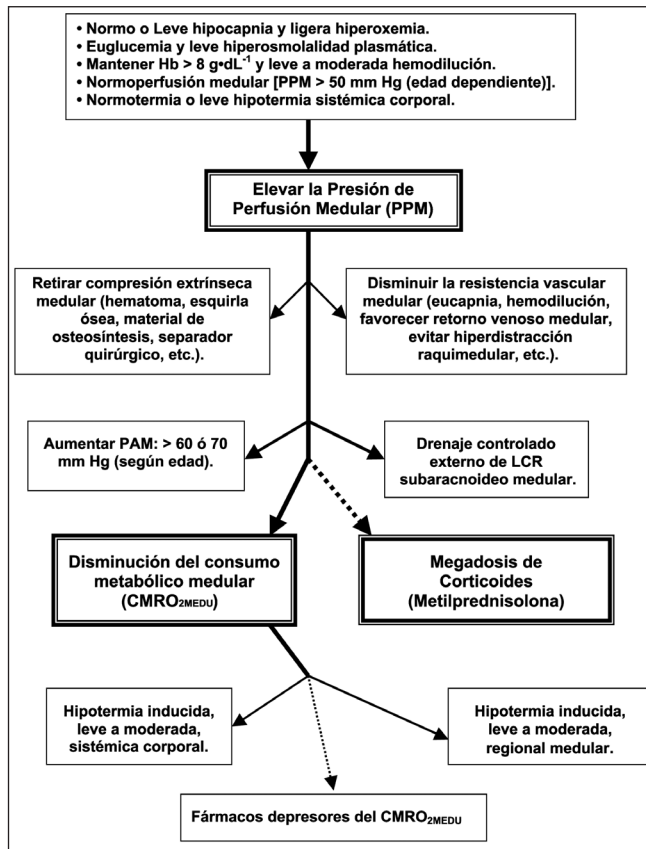 • Normo o Leve hipocapnia y ligera hiperoxemia.
• Euglucemia y leve hiperosmolalidad plasmática.
• Mantener Hb > 8 g•dL⁻¹ y leve a moderada hemodilución.
• Normoperfusión medular [PPM > 50 mm Hg (edad dependiente)].
• Normotermia o leve hipotermia sistémica corporal.
Elevar la Presión de
Perfusión Medular (PPM)
Retirar compresión extrínseca
medular (hematoma, esquirla
ósea, material de
osteosíntesis, separador
quirúrgico, etc.).
Disminuir la resistencia vascular
medular (eucapnia, hemodilución,
favorecer retorno venoso medular,
evitar hiperdistracción
raquimedular, etc.).
Aumentar PAM: > 60 ó 70
mm Hg (según edad).
Drenaje controlado
externo de LCR
subaracnoideo medular.
Disminución del consumo
metabólico medular
(CMRO₂MEDU)
Megadosis de
Corticoides
(Metilprednisolona)
Hipotermia inducida,
leve a moderada,
sistémica corporal.
Hipotermia inducida,
leve a moderada,
regional medular.
Fármacos depresores del CMRO₂MEDU